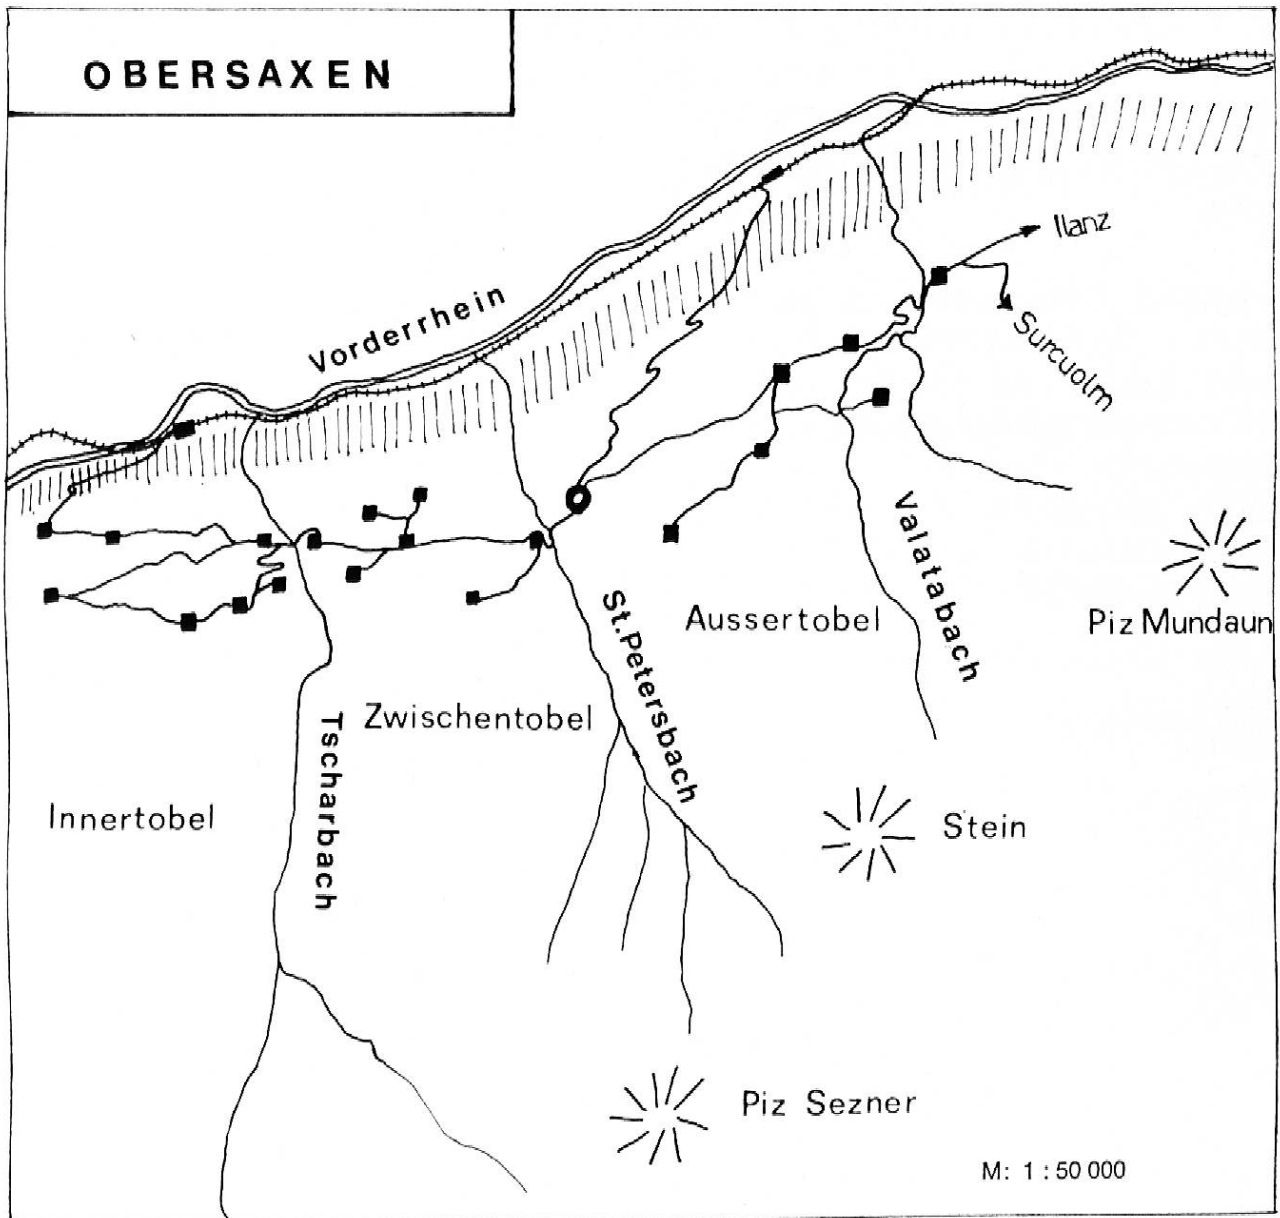 OBERSAXEN
Ilanz
Vorderrhein
Surcuolm
Valatabach
St.Petersbach
Aussertobel
Piz Mundaun
Zwischentobel
Tscharbach
Innertobel
Stein
Piz Sezner
M: 1 : 50 000